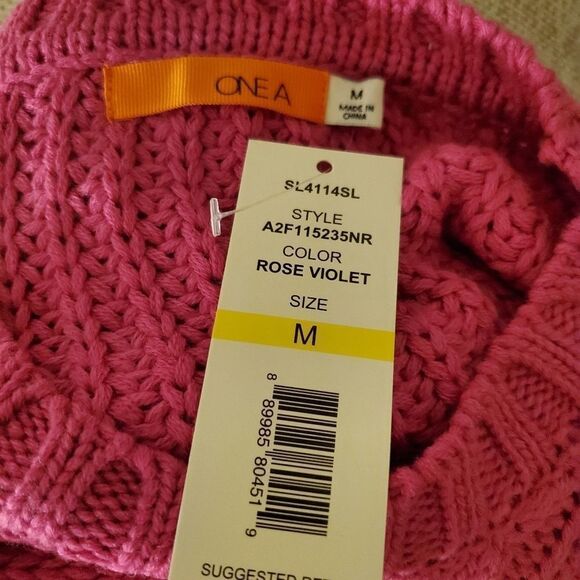 ONE A
M
MADE IN
CHINA
SL4114SL
STYLE
A2F115235NR
COLOR
ROSE VIOLET
SIZE
M
8 89985 80451 9
SUGGESTED